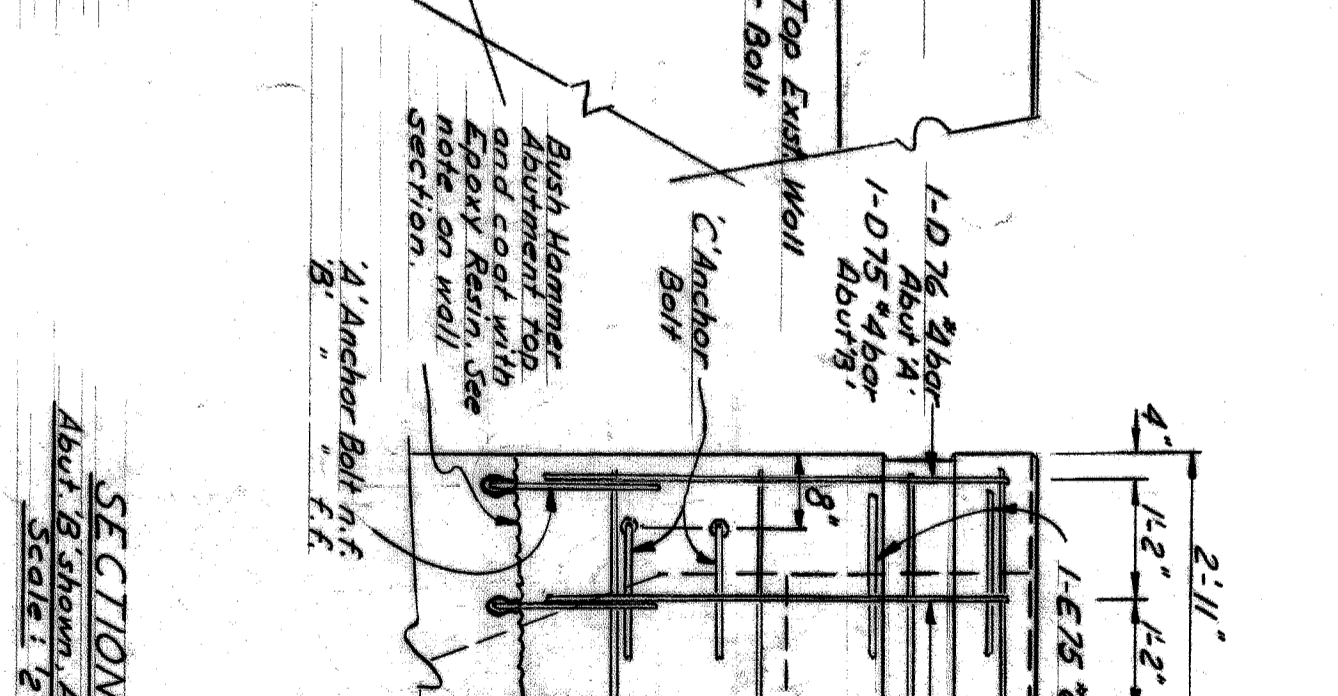 Top Exist. Wall
Bolt
1-D 76 #4 bar
Abut 'A'
1-D 75 #4 bar
Abut 'B'
'C' Anchor
Bolt
Bush Hammer
Abutment top
and coat with
Epoxy Resin. See
note on wall
section.
'A' Anchor Bolt n.f.
'B' " " f.f.
4"
1'-2"
1'-2"
2'-11"
8"
1-E75
SECTION
Abut. 'B' shown,
Scale: 1/2